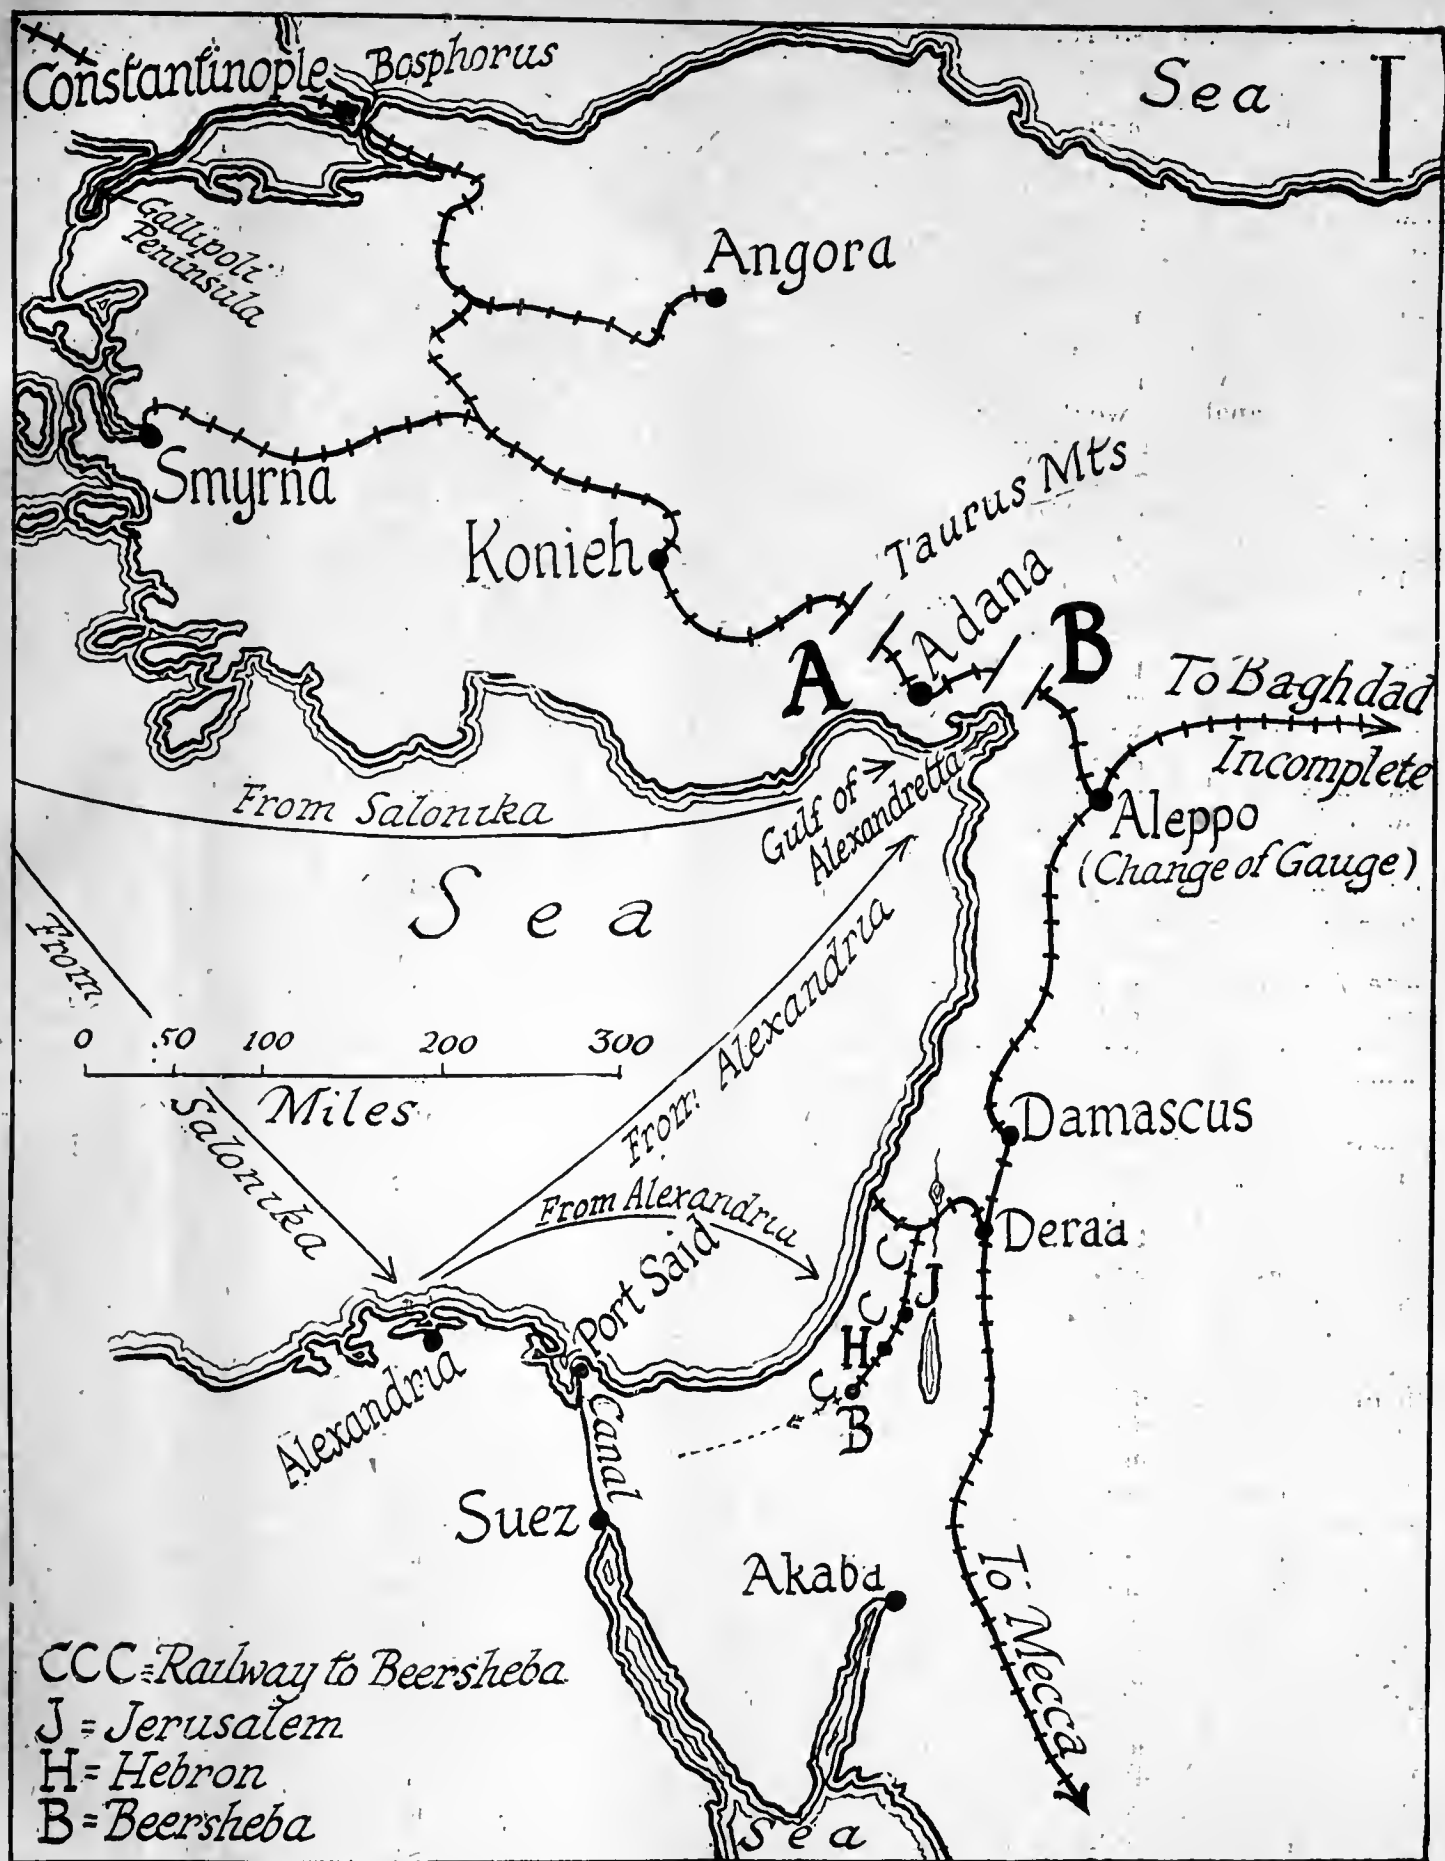 Constantinople
Bosphorus
Sea
I
Gallipoli
Peninsula
Angora
Smyrna
Taurus Mts
Konieh
Adana
A
B
To Baghdad
Incomplete
From Salonika
Gulf of
Alexandretta
Aleppo
(Change of Gauge)
Sea
From
Salonika
0 50 100 200 300
Miles
From Alexandria
From Alexandria
Damascus
Deraa
Port Said
C
J
C
H
C
B
Alexandria
Canal
Suez
Akaba
To Mecca
CCC=Railway to Beersheba
J=Jerusalem
H=Hebron
B=Beersheba
Sea